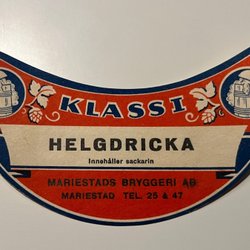 KLASS I
HELGDRICKA
Innehåller sackarin
MARIESTADS BRYGGERI AB
MARIESTAD TEL. 25 & 47